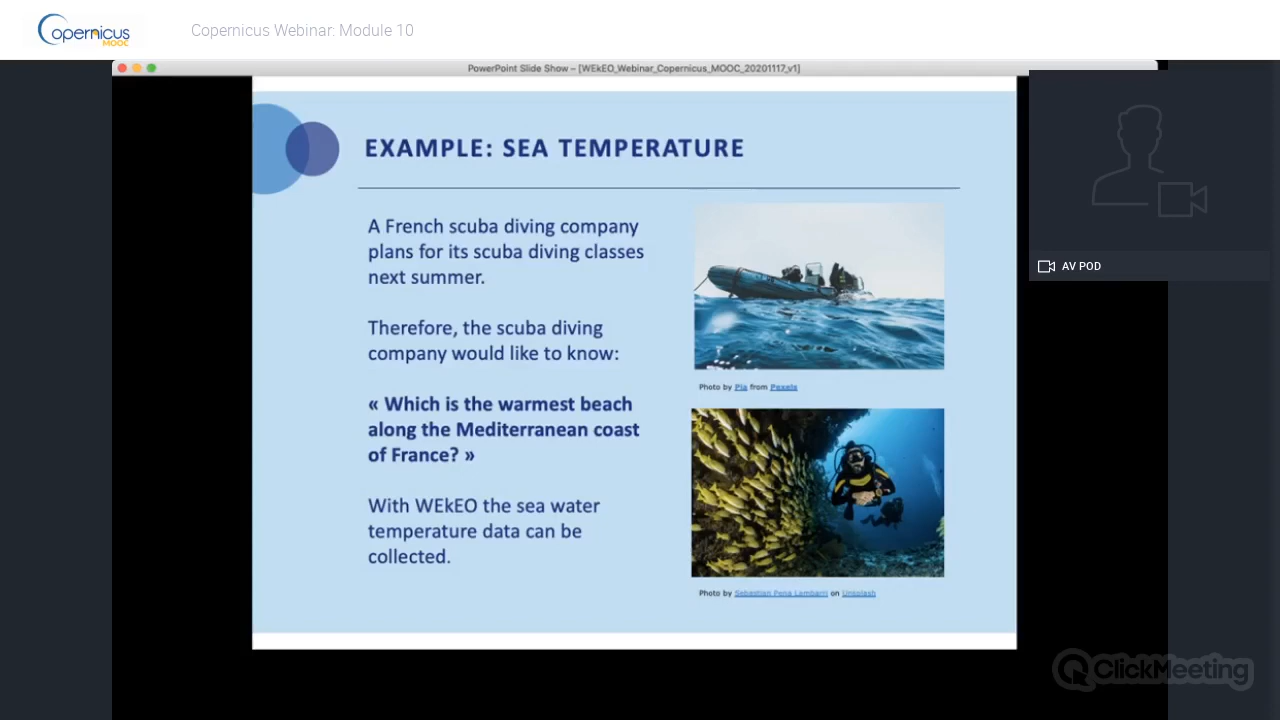 Copernicus
MOOC
Copernicus Webinar: Module 10
PowerPoint Slide Show – [WEkEO_Webinar_Copernicus_MOOC_20201117_v1]
EXAMPLE: SEA TEMPERATURE
A French scuba diving company
plans for its scuba diving classes
next summer.
Therefore, the scuba diving
company would like to know:
« Which is the warmest beach
along the Mediterranean coast
of France? »
With WEkEO the sea water
temperature data can be
collected.
Photo by Pia from Pexels
Photo by Sebastian Pena Lambarri on Unsplash
AV POD
ClickMeeting